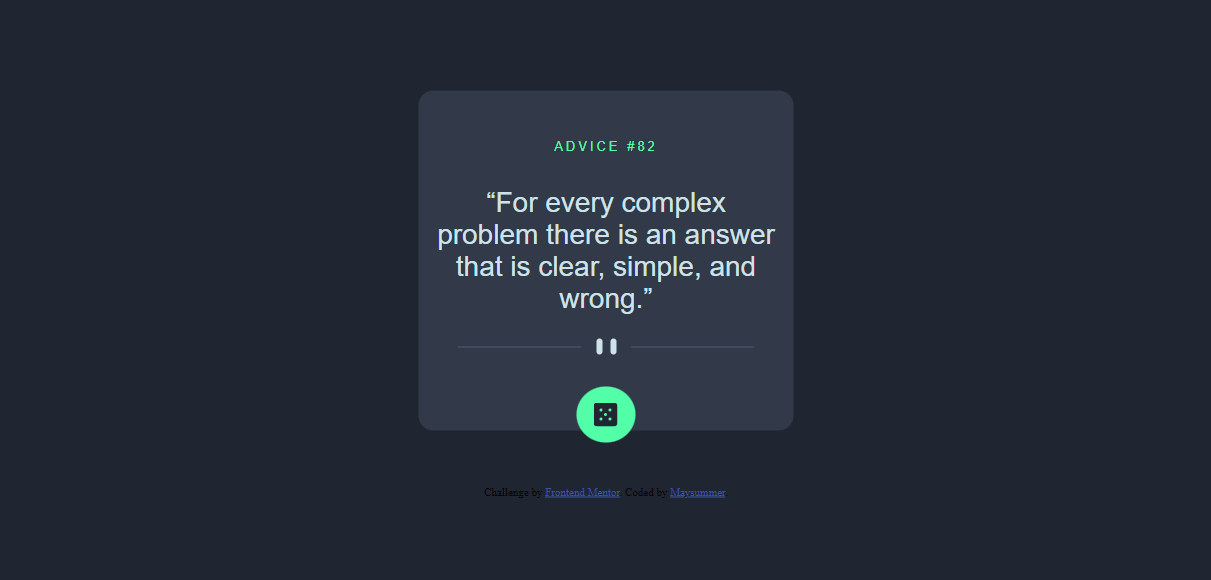 ADVICE #82
“For every complex
problem there is an answer
that is clear, simple, and
wrong.”
Challenge by Frontend Mentor. Coded by Maysummer